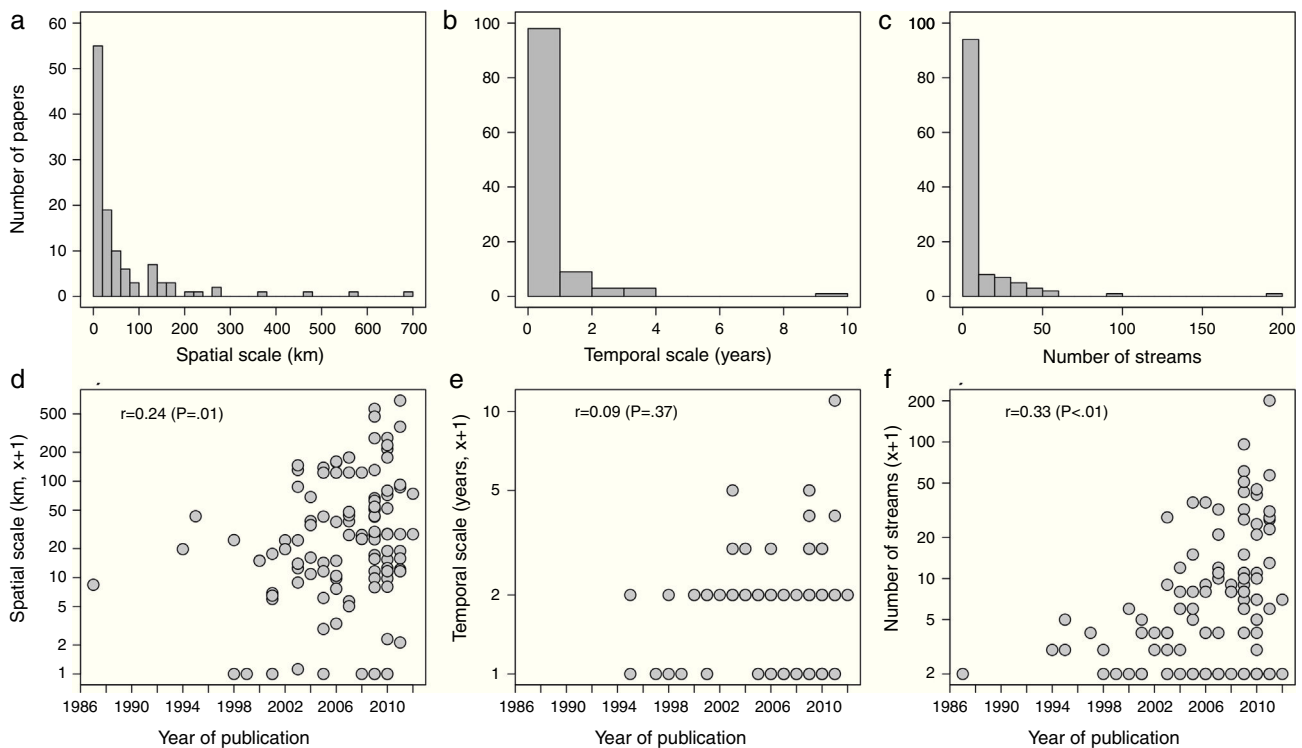 a
60
50
40
30
20
10
0
Number of papers
0 100 200 300 400 500 600 700
Spatial scale (km)
b
100
80
60
40
20
0
0 2 4 6 8 10
Temporal scale (years)
c
100
80
60
40
20
0
0 50 100 150 200
Number of streams
d
r=0.24 (P=.01)
500
200
100
50
20
10
5
2
1
Spatial scale (km, x+1)
1986 1990 1994 1998 2002 2006 2010
Year of publication
e
r=0.09 (P=.37)
10
5
2
1
Temporal scale (years, x+1)
1986 1990 1994 1998 2002 2006 2010
Year of publication
f
r=0.33 (P<.01)
200
100
50
20
10
5
2
Number of streams (x+1)
1986 1990 1994 1998 2002 2006 2010
Year of publication